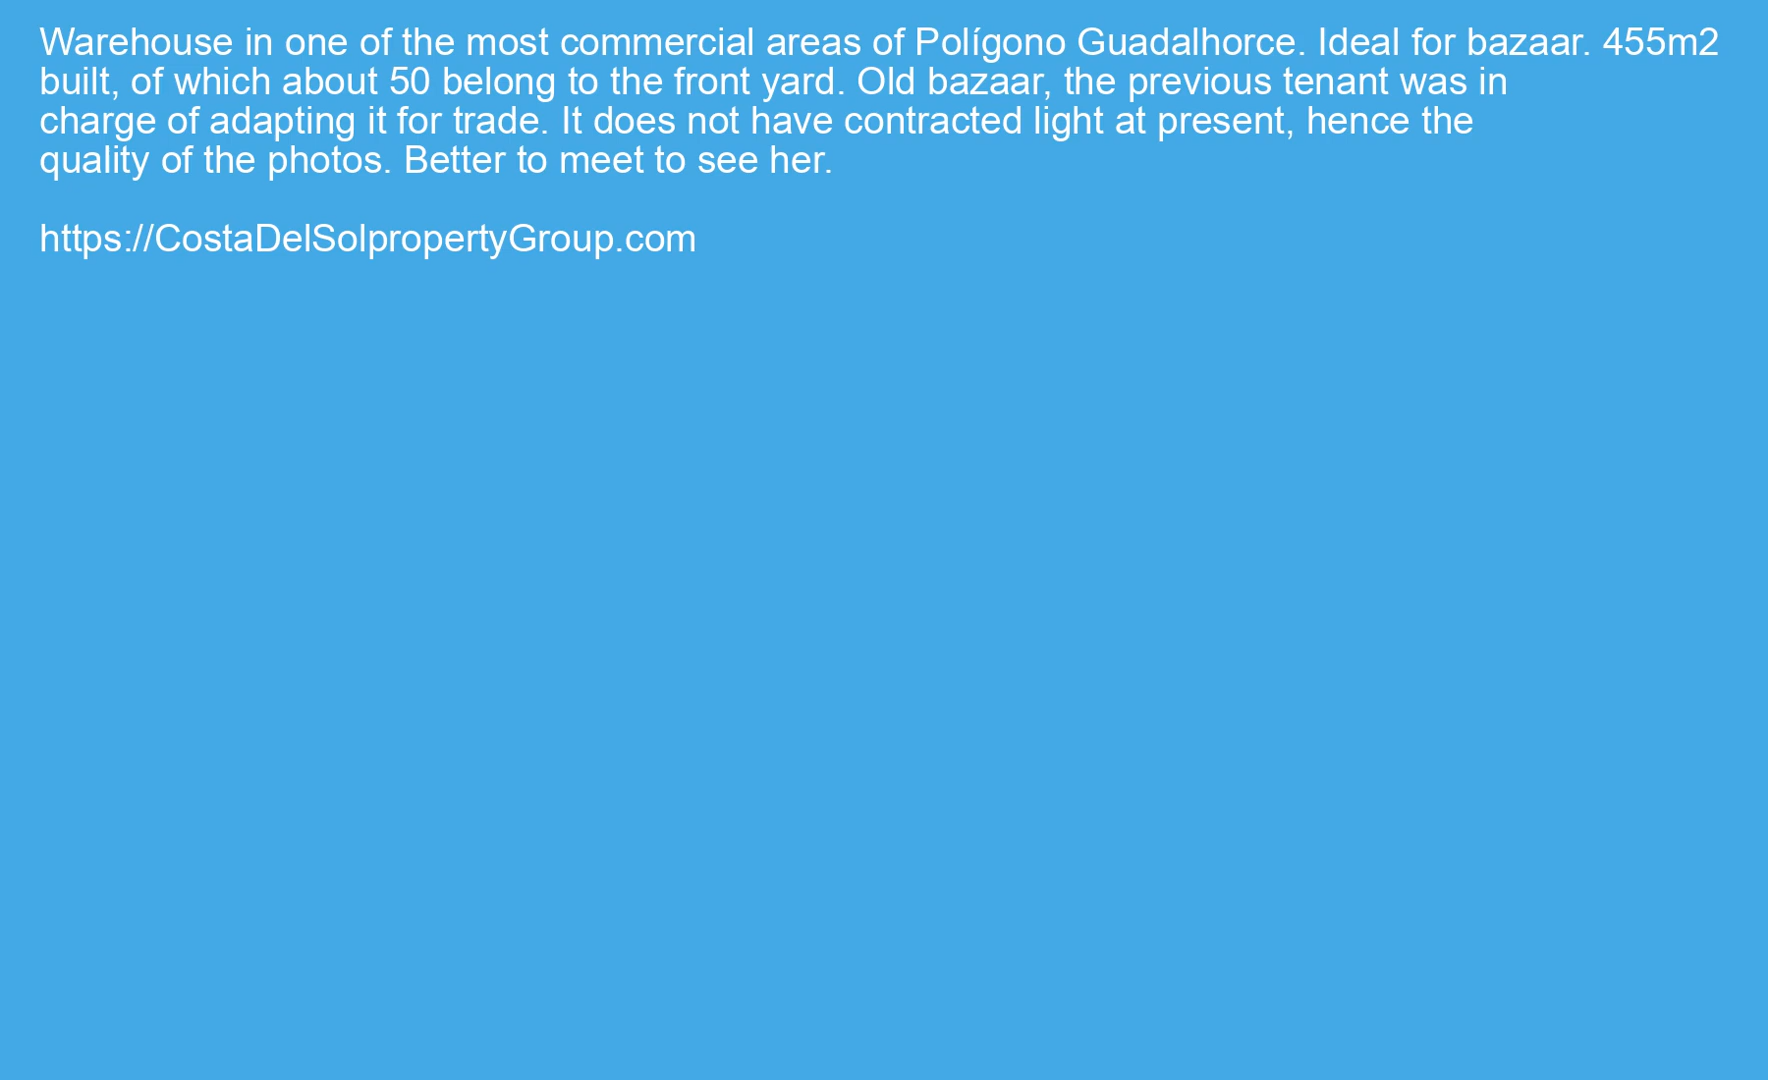 Warehouse in one of the most commercial areas of Polígono Guadalhorce. Ideal for bazaar. 455m2
built, of which about 50 belong to the front yard. Old bazaar, the previous tenant was in
charge of adapting it for trade. It does not have contracted light at present, hence the
quality of the photos. Better to meet to see her.
https://CostaDelSolpropertyGroup.com